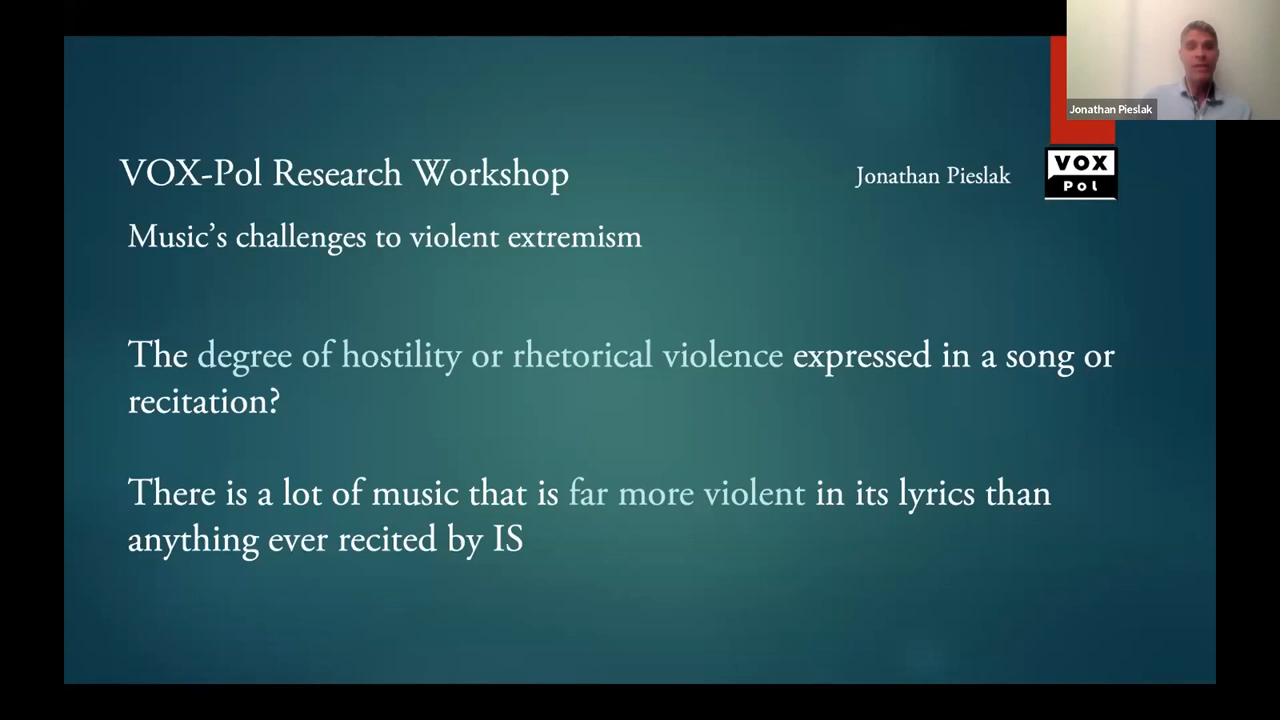 Jonathan Pieslak
VOX-Pol Research Workshop
Jonathan Pieslak
VOX
Pol
Music’s challenges to violent extremism
The degree of hostility or rhetorical violence expressed in a song or
recitation?
There is a lot of music that is far more violent in its lyrics than
anything ever recited by IS